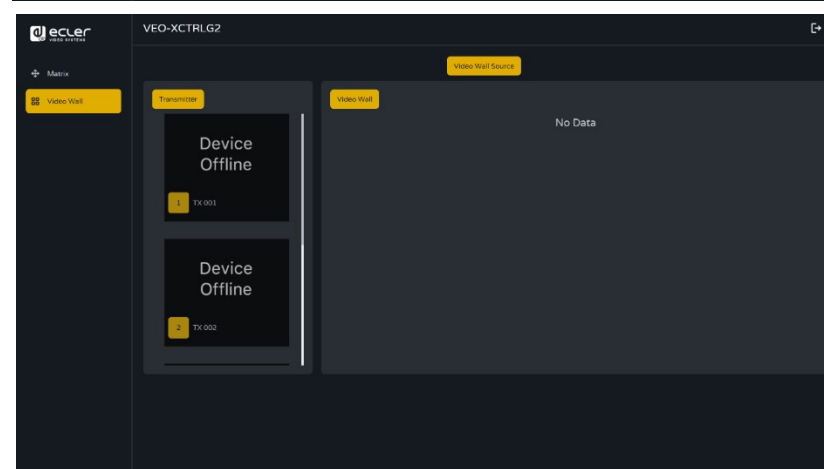 ecler
VIDEO SYSTEMS
VEO-XCTRLG2
Matrix
Video Wall
Video Wall Source
Transmitter
Device
Offline
1 TX 001
Device
Offline
2 TX 002
Video Wall
No Data